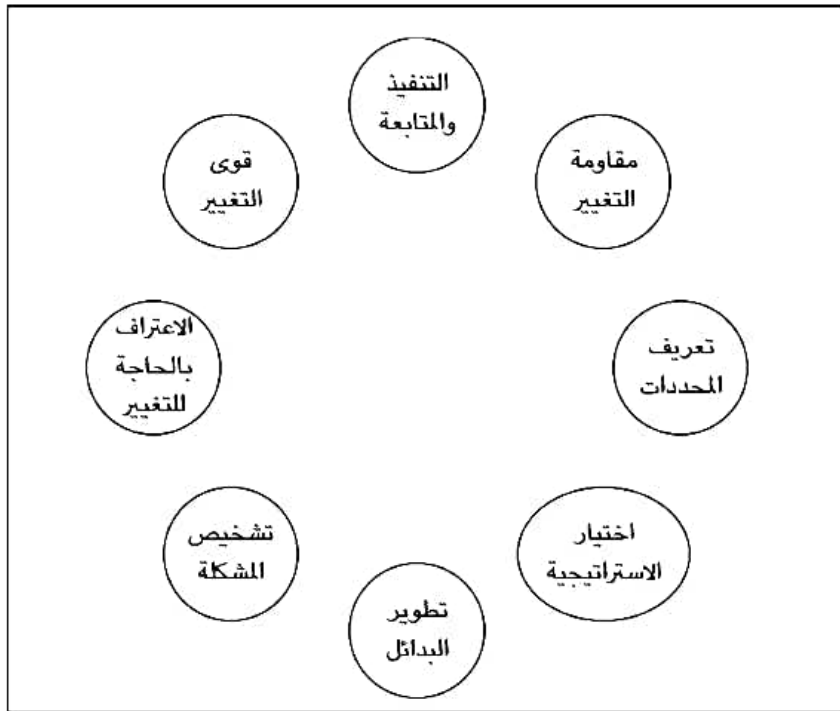 التنفيذ
والمتابعة
مقاومة
التغيير
قوى
التغيير
تعريف
المحددات
الاعتراف
بالحاجة
للتغيير
اختيار
الاستراتيجية
تشخيص
المشكلة
تطوير
البدائل